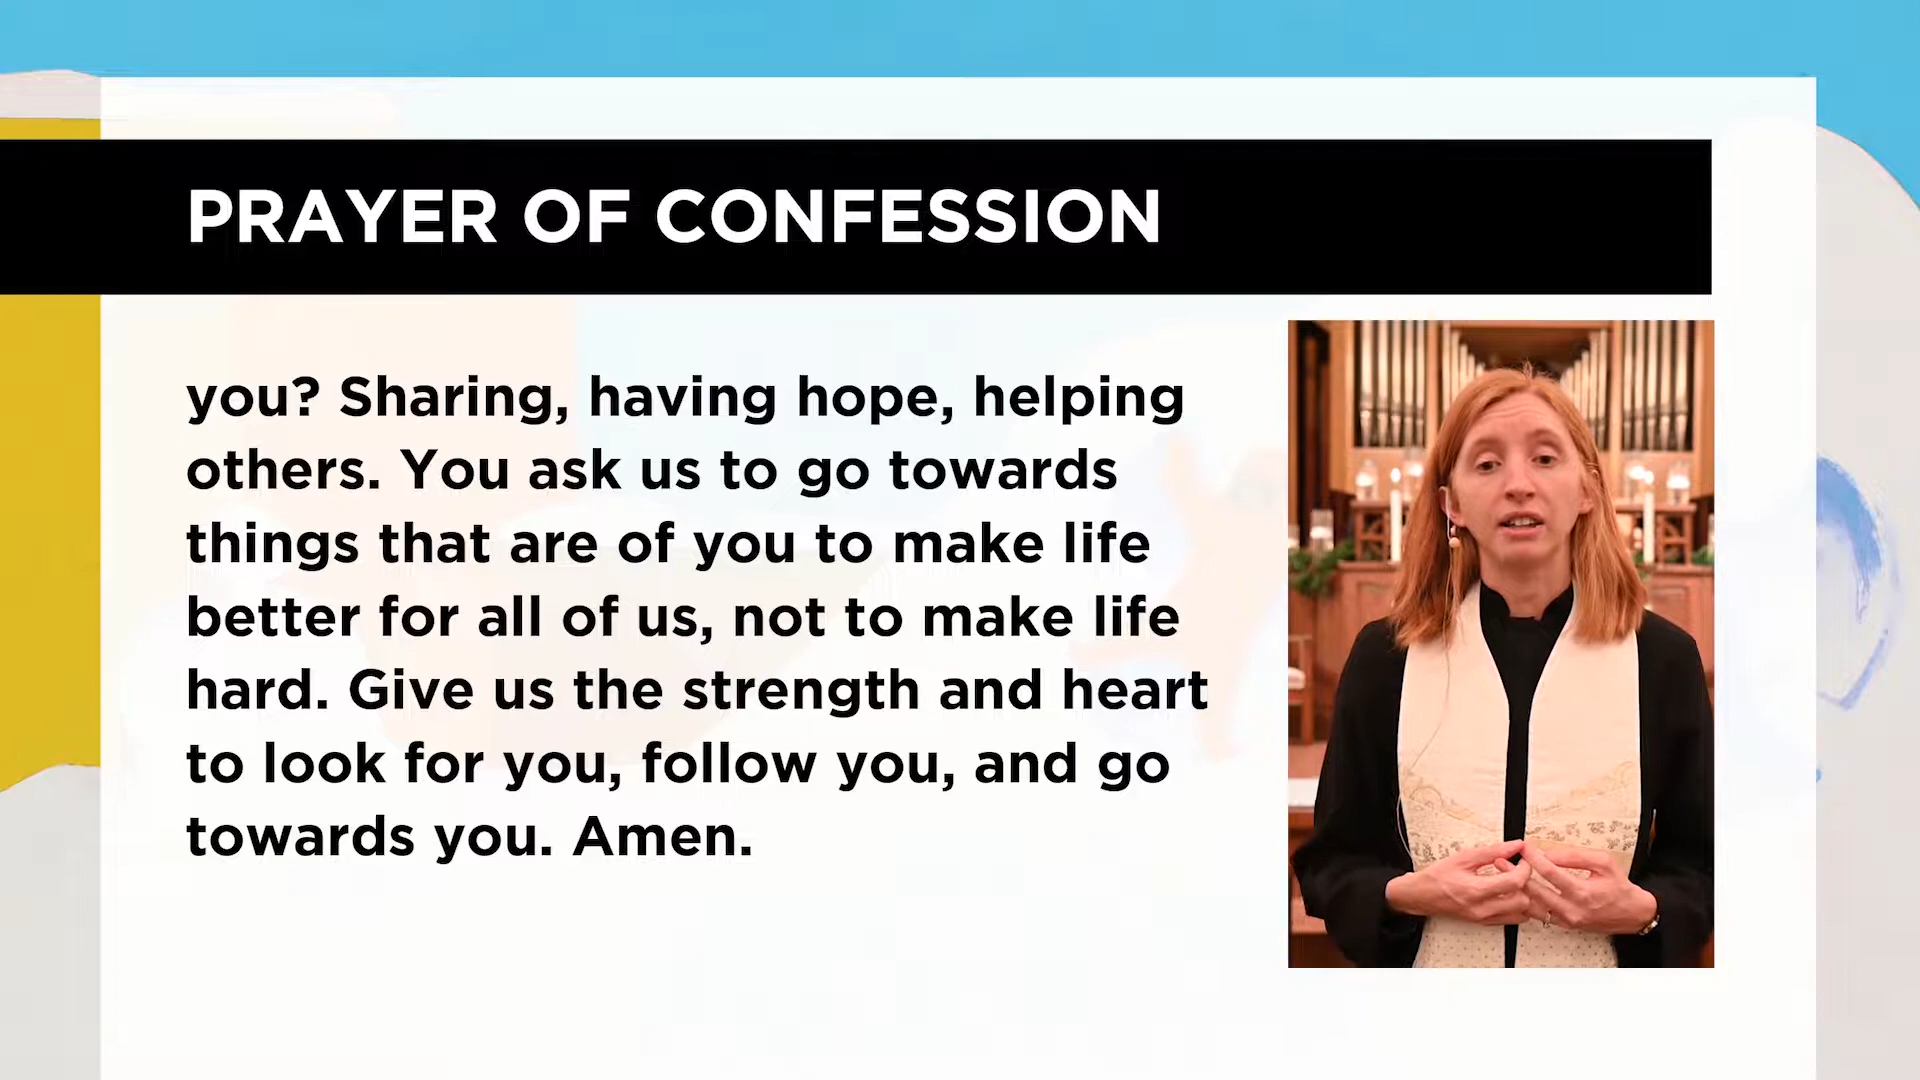 PRAYER OF CONFESSION
you? Sharing, having hope, helping
others. You ask us to go towards
things that are of you to make life
better for all of us, not to make life
hard. Give us the strength and heart
to look for you, follow you, and go
towards you. Amen.